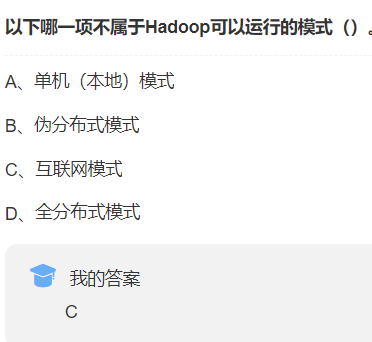 以下哪一项不属于Hadoop可以运行的模式（）。
A、单机（本地）模式
B、伪分布式模式
C、互联网模式
D、全分布式模式
我的答案
C